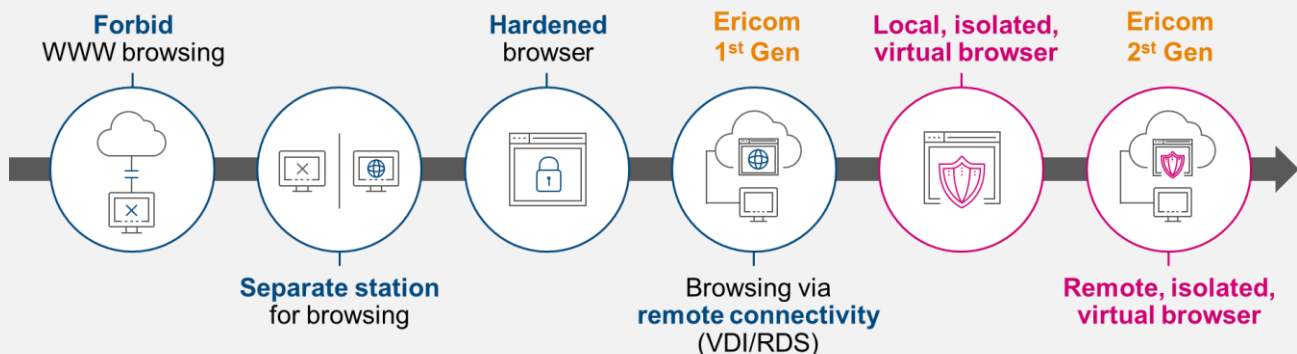 Forbid
WWW browsing
Separate station
for browsing
Hardened
browser
Ericom
1st Gen
Browsing via
remote connectivity
(VDI/RDS)
Local, isolated,
virtual browser
Ericom
2st Gen
Remote, isolated,
virtual browser